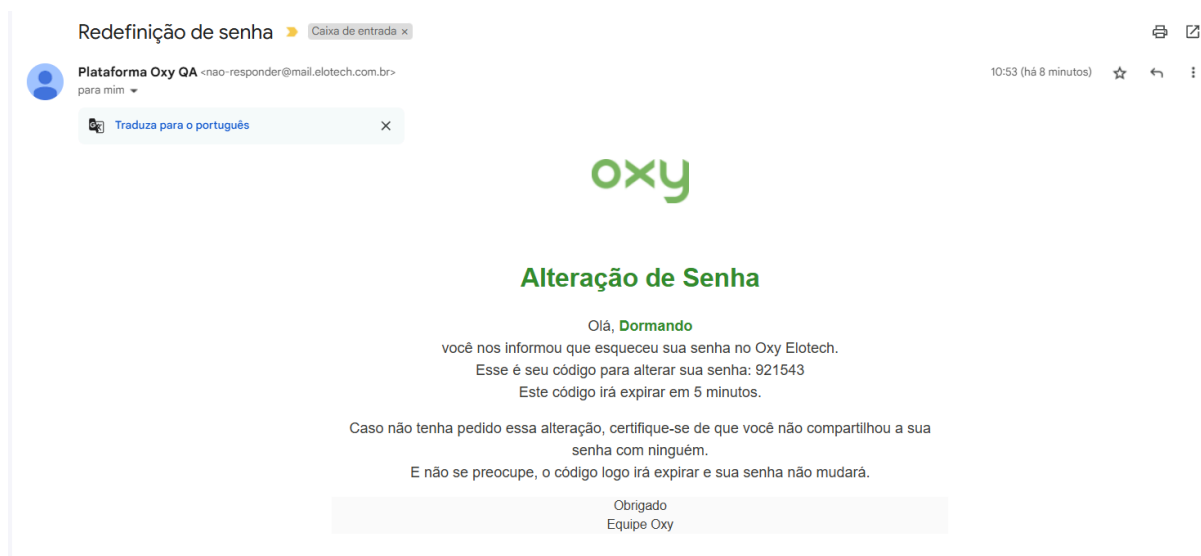 Redefinição de senha Caixa de entrada ×
Plataforma Oxy QA <nao-responder@mail.elotech.com.br> 10:53 (há 8 minutos)
para mim
Traduza para o português
oxy
Alteração de Senha
Olá, Dormando
você nos informou que esqueceu sua senha no Oxy Elotech.
Esse é seu código para alterar sua senha: 921543
Este código irá expirar em 5 minutos.
Caso não tenha pedido essa alteração, certifique-se de que você não compartilhou a sua
senha com ninguém.
E não se preocupe, o código logo irá expirar e sua senha não mudará.
Obrigado
Equipe Oxy